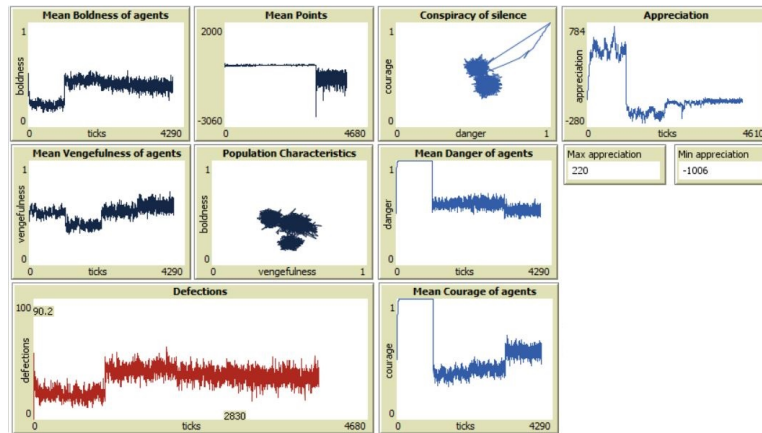 Mean Boldness of agents
1
boldness
0
0
ticks
4290
Mean Points
2000
-3060
0
4680
Conspiracy of silence
1
courage
0
0
danger
1
Appreciation
784
appreciation
-280
0
ticks
4610
Mean Vengefulness of agents
1
vengefulness
0
0
ticks
4290
Population Characteristics
1
boldness
0
0
vengefulness
1
Mean Danger of agents
1
danger
0
0
ticks
4290
Max appreciation
220
Min appreciation
-1006
Defections
100
90.2
defections
0
0
2830
ticks
4680
Mean Courage of agents
1
courage
0
0
ticks
4290